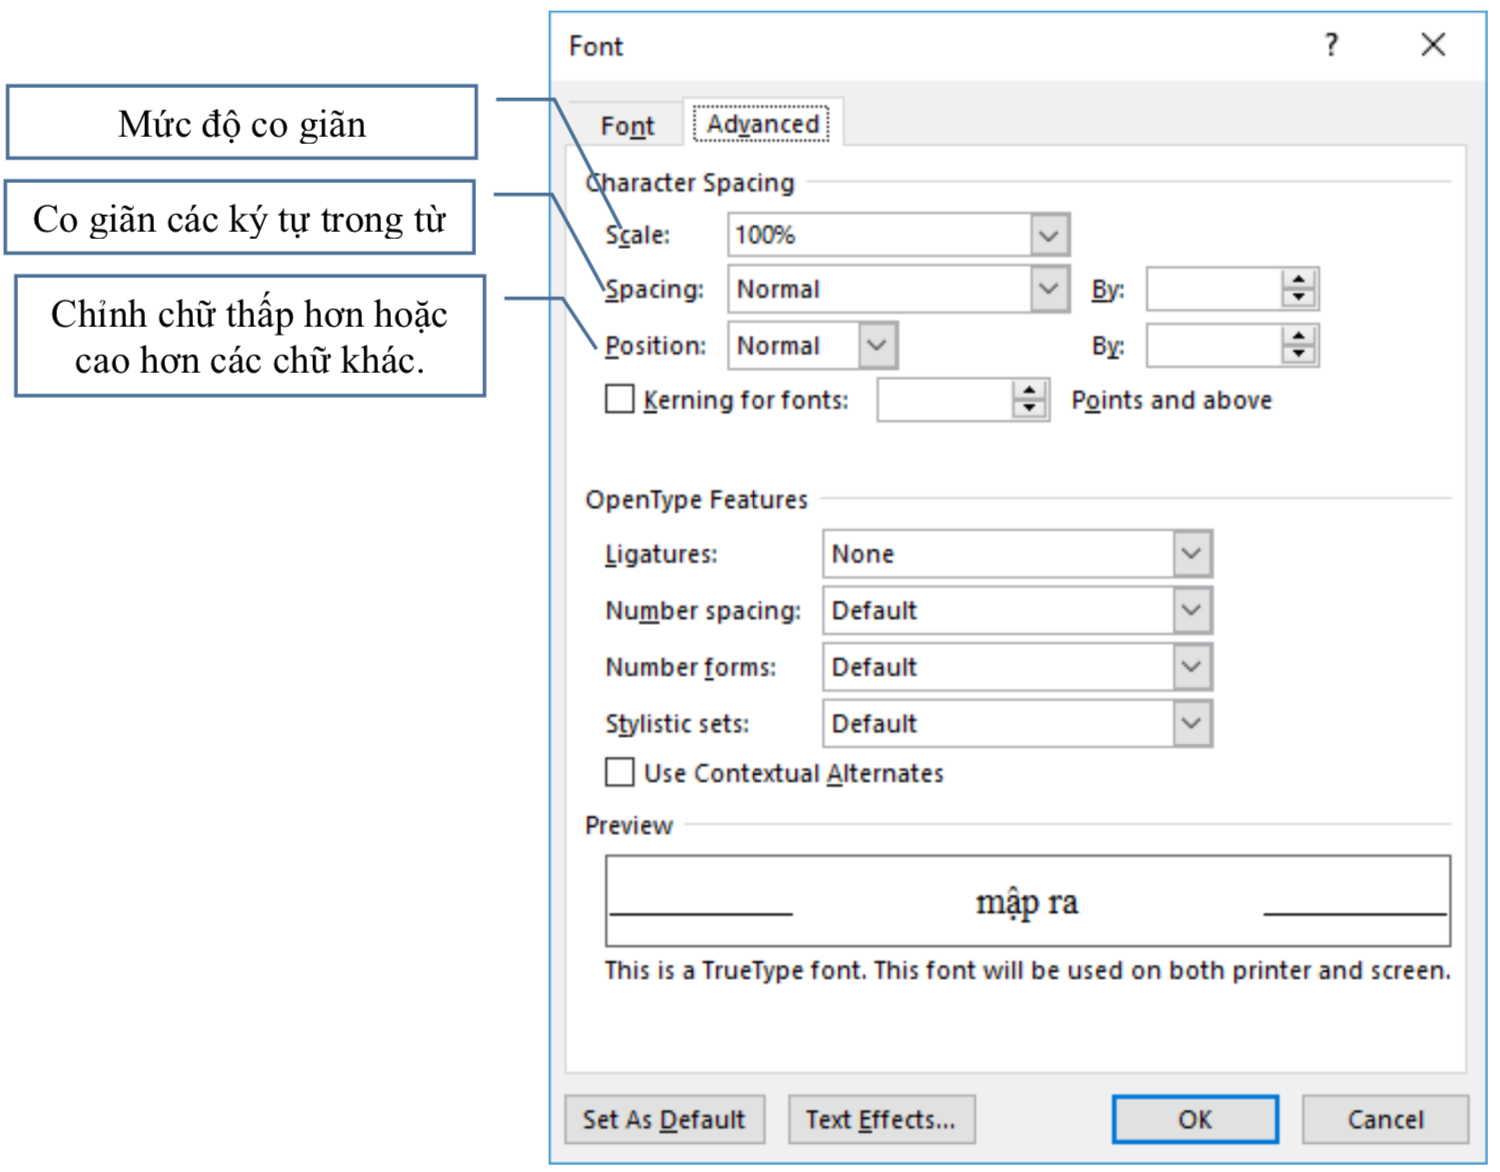 Font
?
Mức độ co giãn
Co giãn các ký tự trong từ
Chỉnh chữ thấp hơn hoặc
cao hơn các chữ khác.
Font Advanced
Character Spacing
Scale: 100%
Spacing: Normal By:
Position: Normal By:
Kerning for fonts: Points and above
OpenType Features
Ligatures: None
Number spacing: Default
Number forms: Default
Stylistic sets: Default
Use Contextual Alternates
Preview
mập ra
This is a TrueType font. This font will be used on both printer and screen.
Set As Default Text Effects... OK Cancel